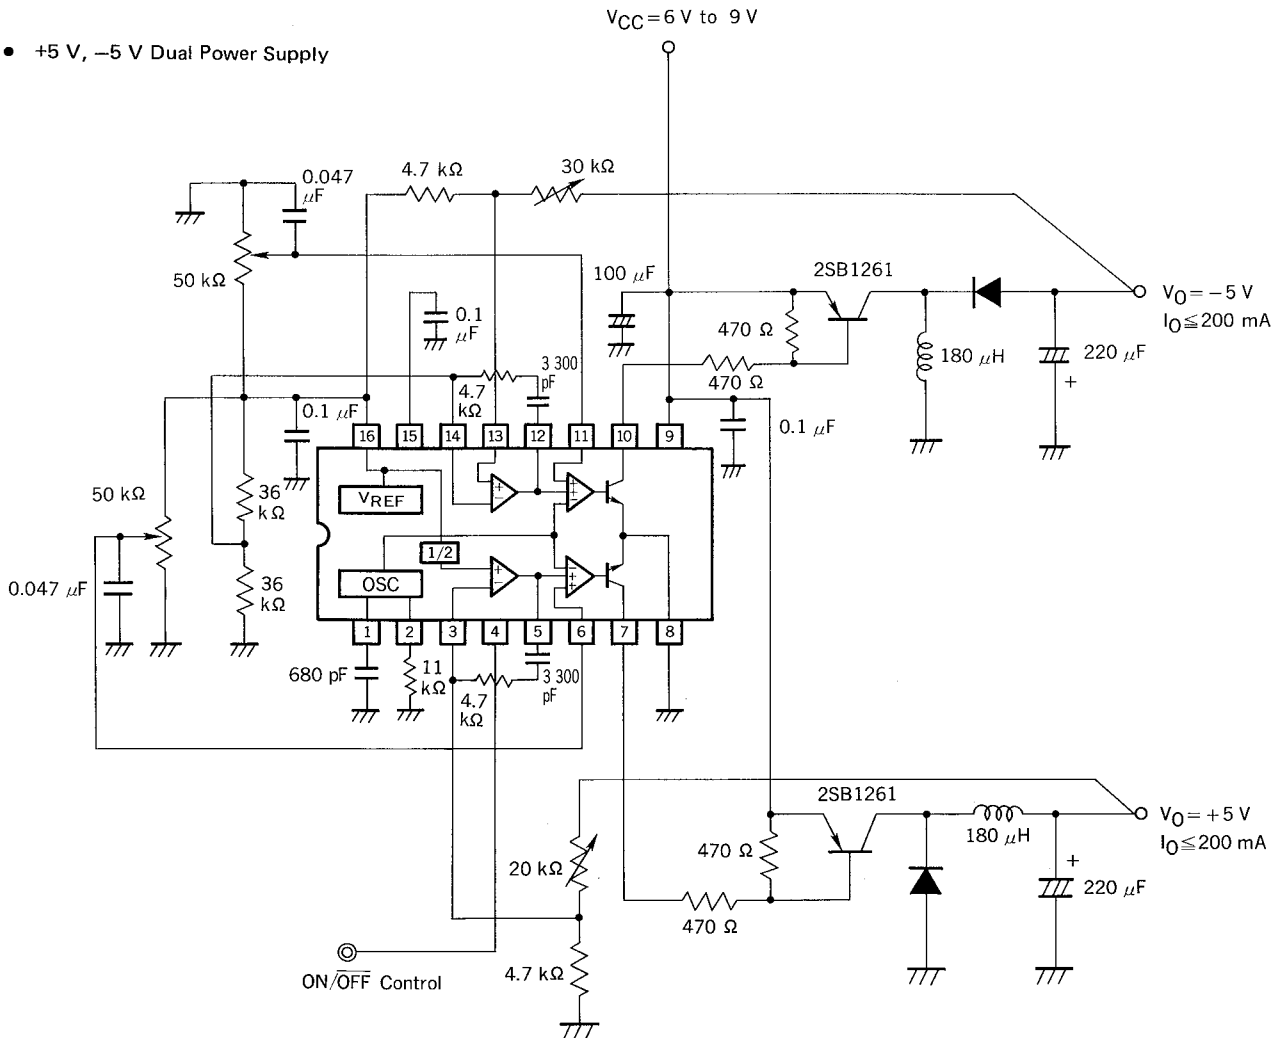 VCC=6 V to 9 V
● +5 V, −5 V Dual Power Supply
0.047 μF
4.7 kΩ
30 kΩ
50 kΩ
100 μF
2SB1261
VO=−5 V
IO≦200 mA
0.1 μF
470 Ω
470 Ω
180 μH
220 μF
+
3 300 pF
4.7 kΩ
0.1 μF
0.1 μF
16 15 14 13 12 11 10 9
50 kΩ
36 kΩ
VREF
+
−
+
−
1/2
0.047 μF
36 kΩ
OSC
+
−
−
+
1 2 3 4 5 6 7 8
680 pF
11 kΩ
4.7 kΩ
3 300 pF
2SB1261
VO=+5 V
IO≦200 mA
180 μH
470 Ω
20 kΩ
+
220 μF
470 Ω
4.7 kΩ
ON/O̅F̅F̅ Control